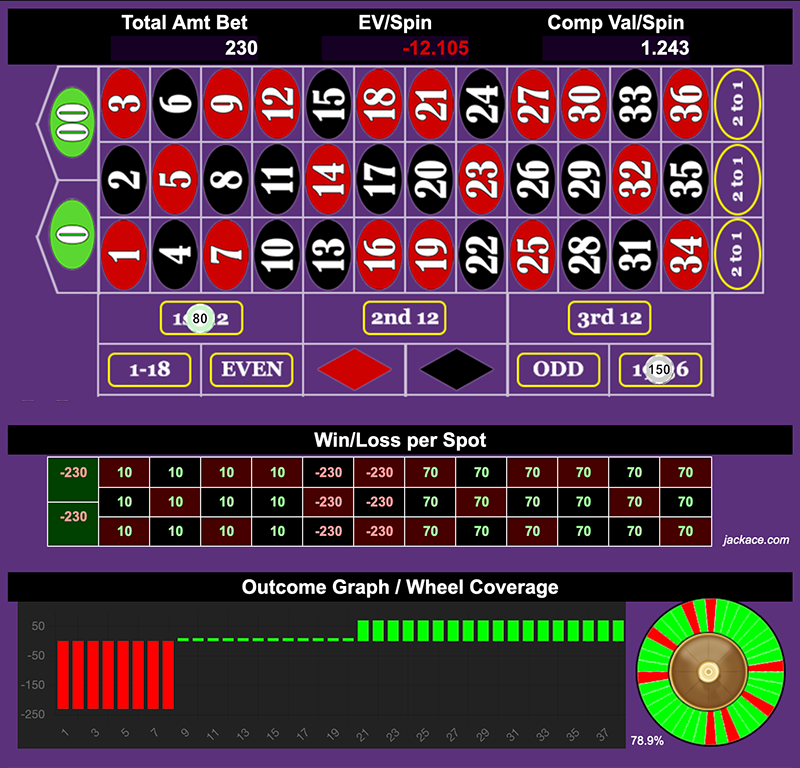 Total Amt Bet EV/Spin Comp Val/Spin
230 -12.105 1.243
3 6 9 12 15 18 21 24 27 30 33 36 2 to 1
00
2 5 8 11 14 17 20 23 26 29 32 35 2 to 1
0
1 4 7 10 13 16 19 22 25 28 31 34 2 to 1
80 2nd 12 3rd 12
1-18 EVEN ODD 150
Win/Loss per Spot
-230 10 10 10 10 -230 -230 70 70 70 70 70 70
10 10 10 10 -230 -230 70 70 70 70 70 70
-230
10 10 10 10 -230 -230 70 70 70 70 70 70
jackace.com
Outcome Graph / Wheel Coverage
50
-50
-150
-250
1 3 5 7 9 11 13 15 17 19 21 23 25 27 29 31 33 35 37
78.9%